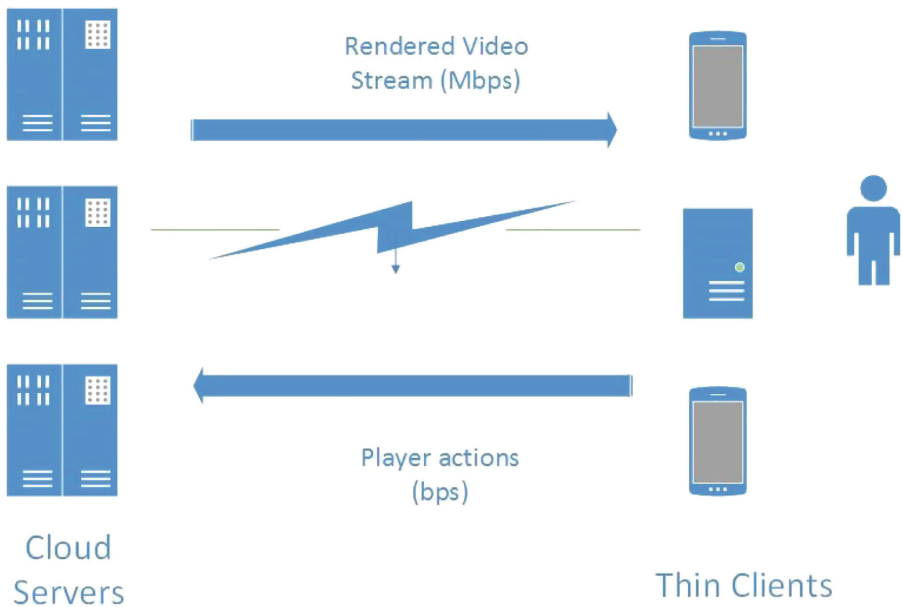 Rendered Video
Stream (Mbps)
Player actions
(bps)
Cloud
Servers
Thin Clients